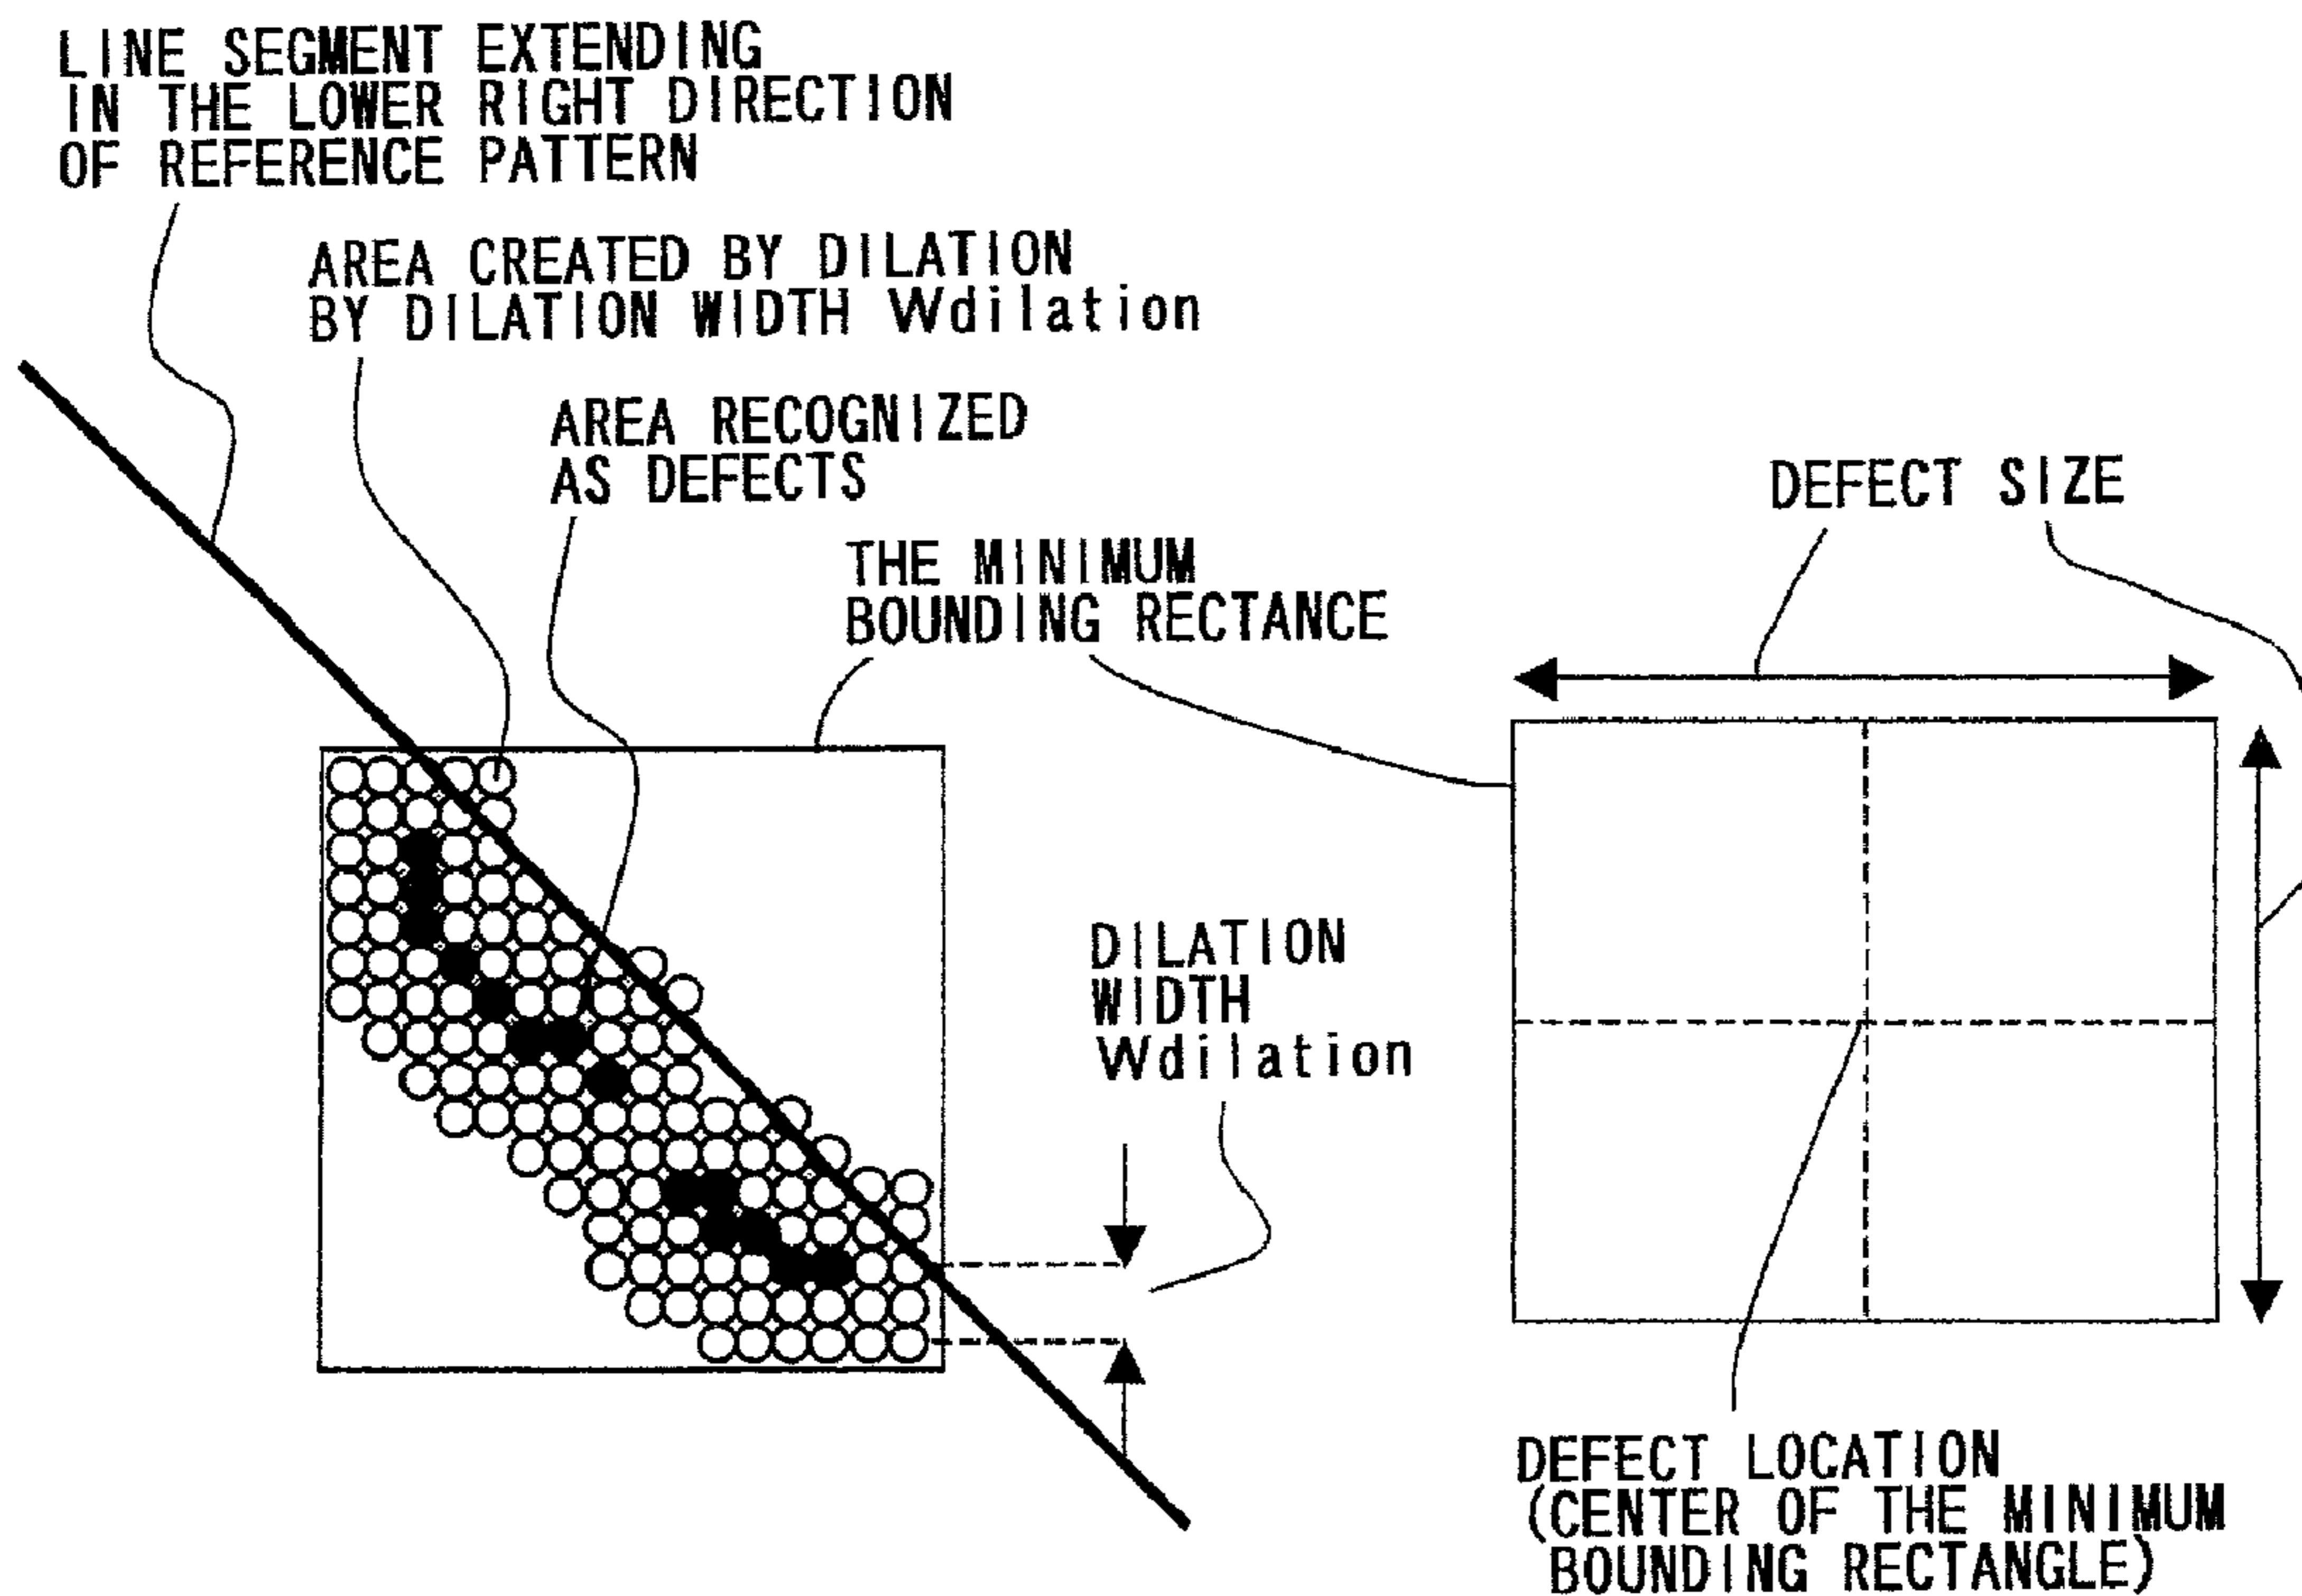 LINE SEGMENT EXTENDING
IN THE LOWER RIGHT DIRECTION
OF REFERENCE PATTERN
AREA CREATED BY DILATION
BY DILATION WIDTH Wdilation
AREA RECOGNIZED
AS DEFECTS
THE MINIMUM
BOUNDING RECTANCE
DEFECT SIZE
DILATION
WIDTH
Wdilation
DEFECT LOCATION
(CENTER OF THE MINIMUM
BOUNDING RECTANGLE)